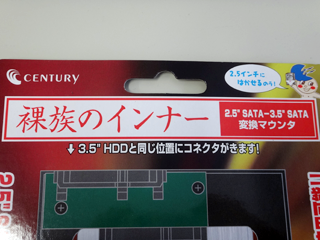 CENTURY
2.5インチに
はかせるのう!
裸族のインナー
2.5" SATA-3.5" SATA
変換マウンタ
3.5" HDDと同じ位置にコネクタがきます!